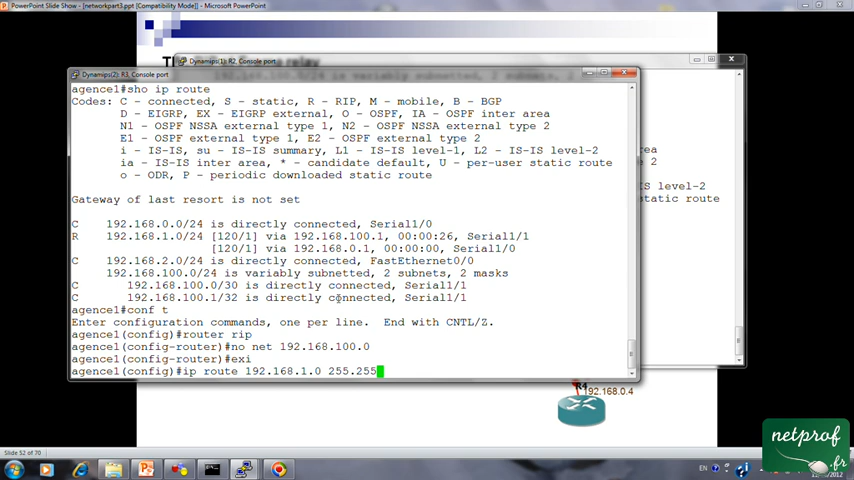 PowerPoint Slide Show - [networkpart3.ppt [Compatibility Mode]] - Microsoft PowerPoint
Dynamips(1): R2, Console port
Dynamips(2): R3, Console port
agence1#sho ip route
Codes: C - connected, S - static, R - RIP, M - mobile, B - BGP
D - EIGRP, EX - EIGRP external, O - OSPF, IA - OSPF inter area
N1 - OSPF NSSA external type 1, N2 - OSPF NSSA external type 2
E1 - OSPF external type 1, E2 - OSPF external type 2
i - IS-IS, su - IS-IS summary, L1 - IS-IS level-1, L2 - IS-IS level-2
ia - IS-IS inter area, * - candidate default, U - per-user static route
o - ODR, P - periodic downloaded static route
Gateway of last resort is not set
C 192.168.0.0/24 is directly connected, Serial1/0
R 192.168.1.0/24 [120/1] via 192.168.100.1, 00:00:26, Serial1/1
[120/1] via 192.168.0.1, 00:00:00, Serial1/0
C 192.168.2.0/24 is directly connected, FastEthernet0/0
192.168.100.0/24 is variably subnetted, 2 subnets, 2 masks
C 192.168.100.0/30 is directly connected, Serial1/1
C 192.168.100.1/32 is directly connected, Serial1/1
agence1#conf t
Enter configuration commands, one per line. End with CNTL/Z.
agence1(config)#router rip
agence1(config-router)#no net 192.168.100.0
agence1(config-router)#exi
agence1(config)#ip route 192.168.1.0 255.255
rea
2
IS level-2
static route
R4
192.168.0.4
netprof
.fr
Slide 52 of 70
EN